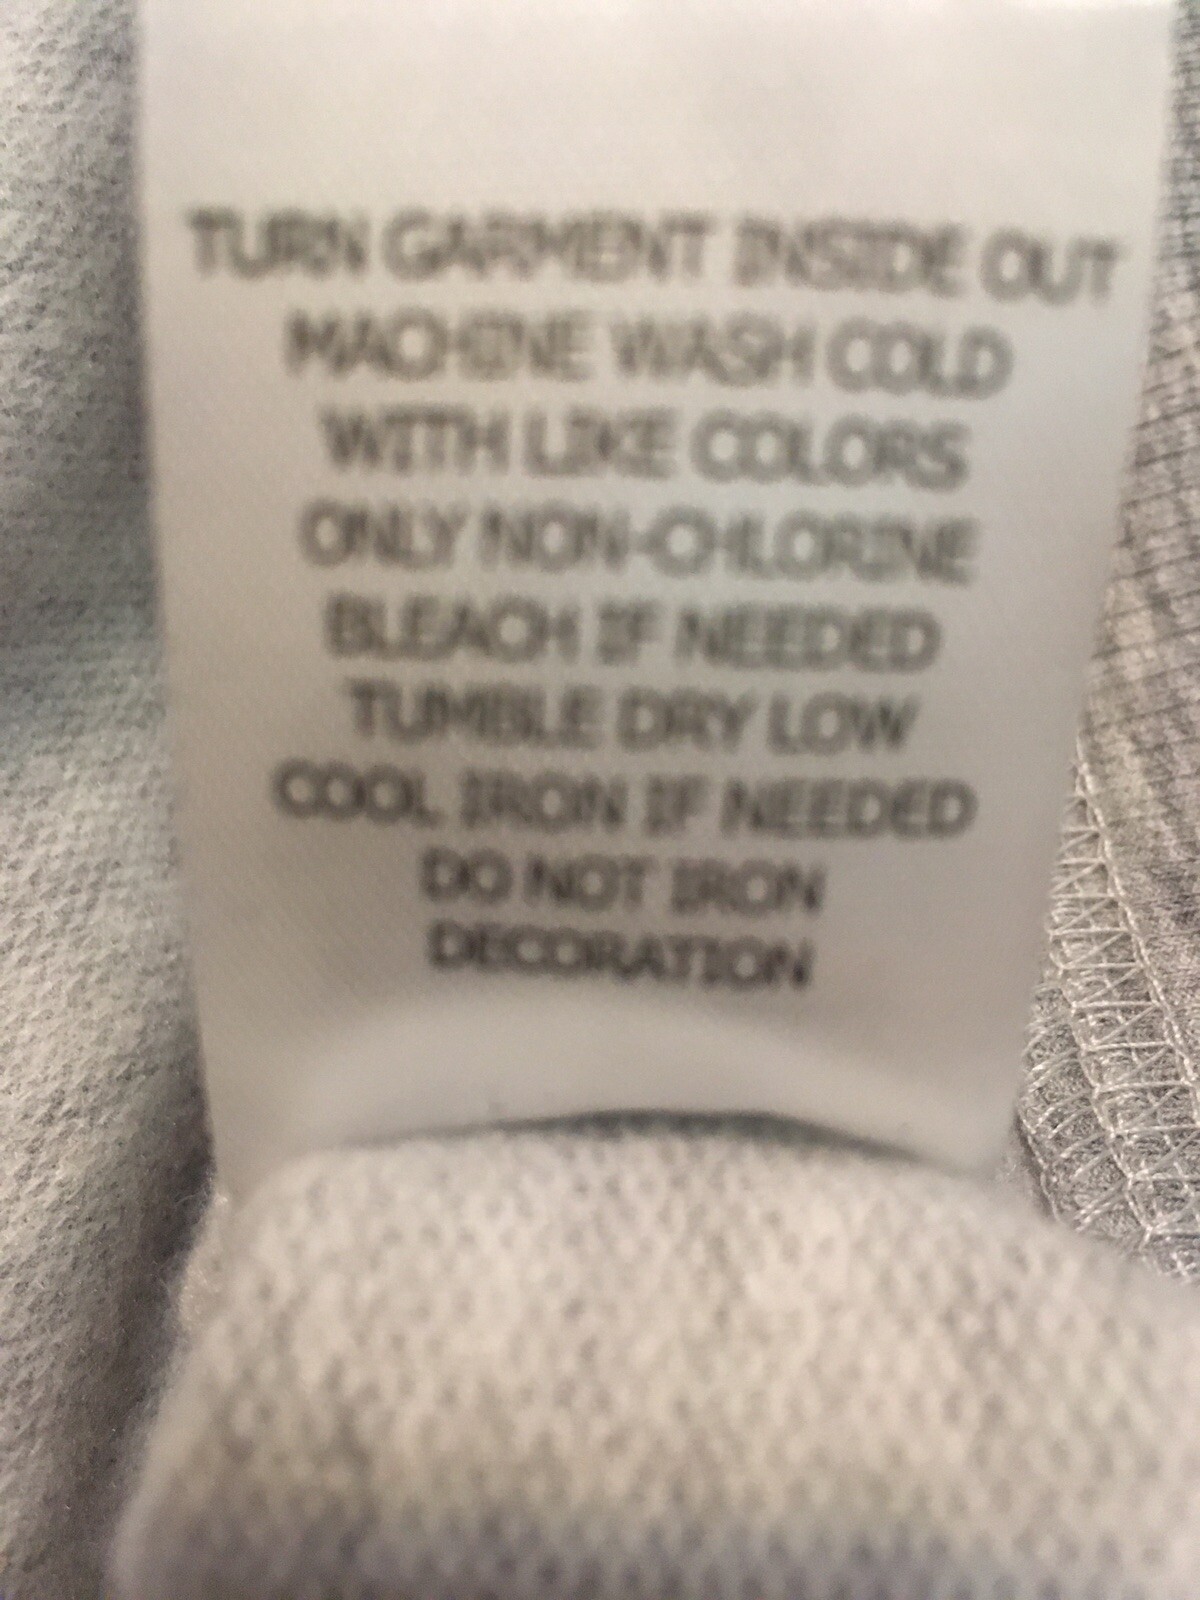 TURN GARMENT INSIDE OUT
MACHINE WASH COLD
WITH LIKE COLORS
ONLY NON-CHLORINE
BLEACH IF NEEDED
TUMBLE DRY LOW
COOL IRON IF NEEDED
DO NOT IRON
DECORATION